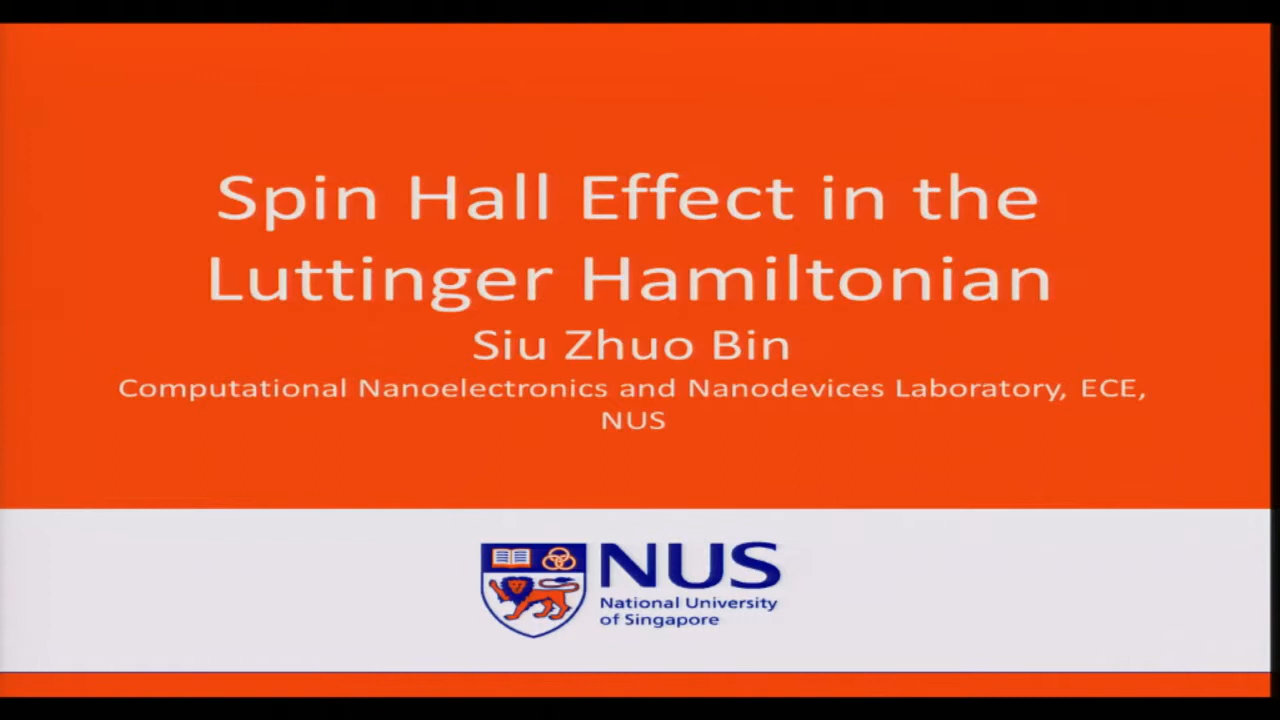 Spin Hall Effect in the
Luttinger Hamiltonian
Siu Zhuo Bin
Computational Nanoelectronics and Nanodevices Laboratory, ECE,
NUS
NUS
National University
of Singapore